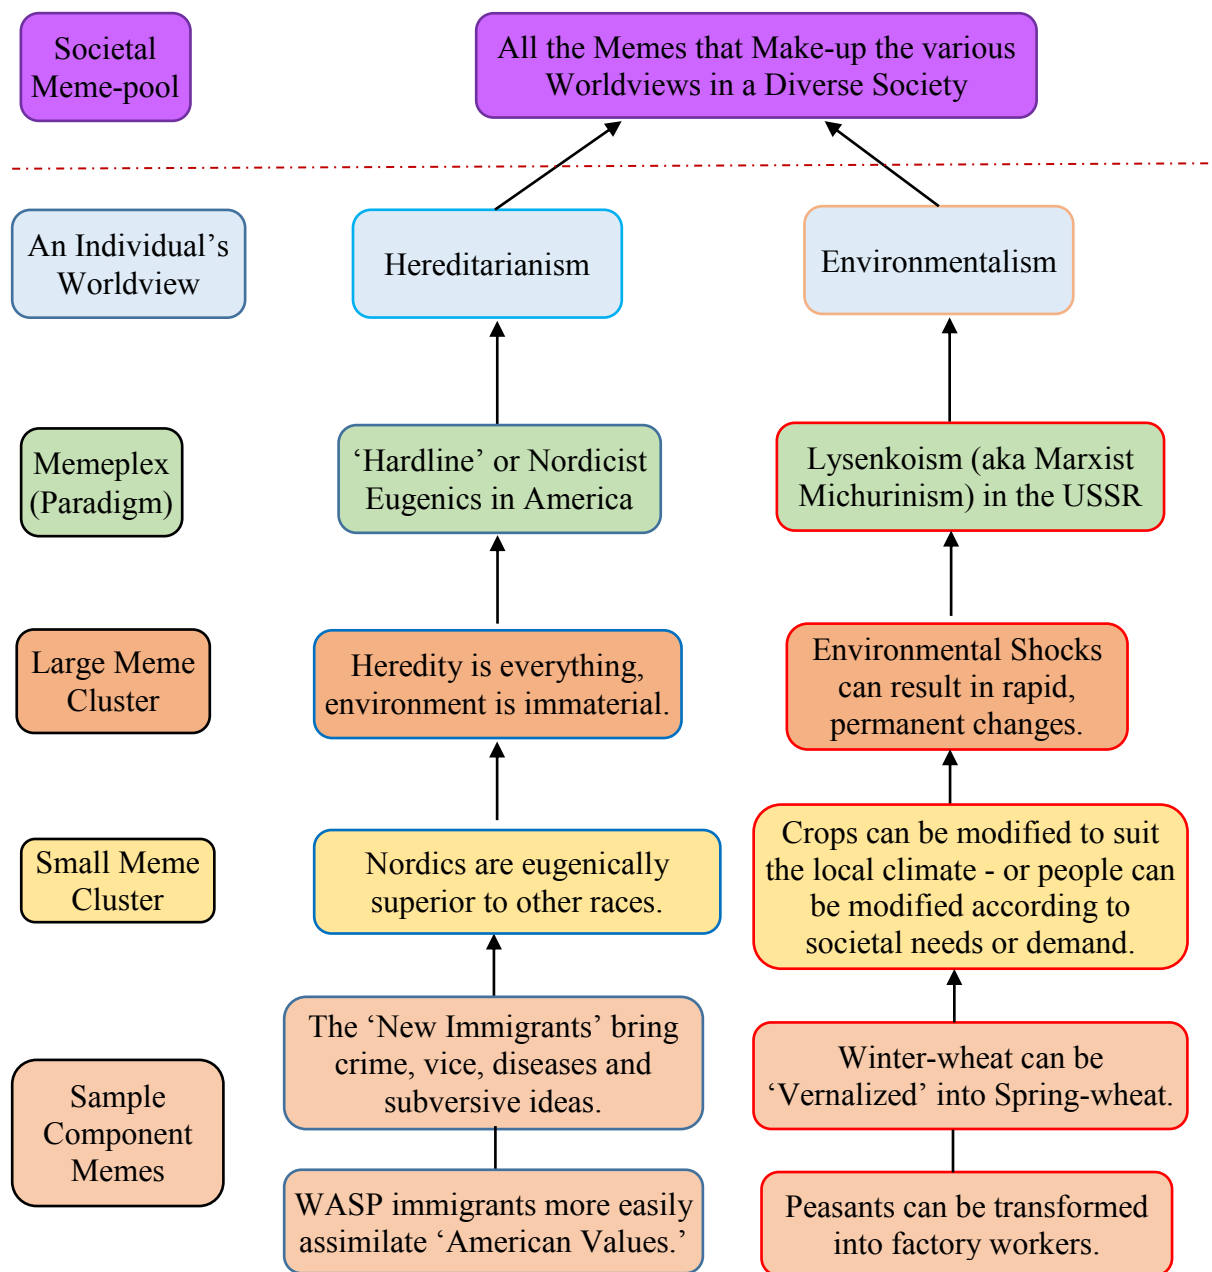 Societal
Meme-pool
All the Memes that Make-up the various
Worldviews in a Diverse Society
An Individual’s
Worldview
Hereditarianism
Environmentalism
Memeplex
(Paradigm)
‘Hardline’ or Nordicist
Eugenics in America
Lysenkoism (aka Marxist
Michurinism) in the USSR
Large Meme
Cluster
Heredity is everything,
environment is immaterial.
Environmental Shocks
can result in rapid,
permanent changes.
Small Meme
Cluster
Nordics are eugenically
superior to other races.
Crops can be modified to suit
the local climate - or people can
be modified according to
societal needs or demand.
Sample
Component
Memes
The ‘New Immigrants’ bring
crime, vice, diseases and
subversive ideas.
Winter-wheat can be
‘Vernalized’ into Spring-wheat.
WASP immigrants more easily
assimilate ‘American Values.’
Peasants can be transformed
into factory workers.